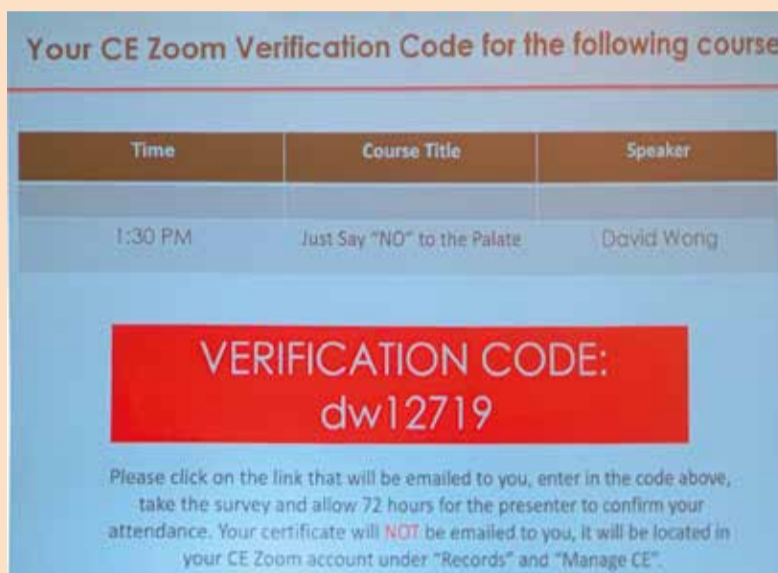 Your CE Zoom Verification Code for the following course
Time Course Title Speaker
1:30 PM Just Say "NO" to the Palate David Wong
VERIFICATION CODE:
dw12719
Please click on the link that will be emailed to you, enter in the code above,
take the survey and allow 72 hours for the presenter to confirm your
attendance. Your certificate will NOT be emailed to you, it will be located in
your CE Zoom account under "Records" and "Manage CE".